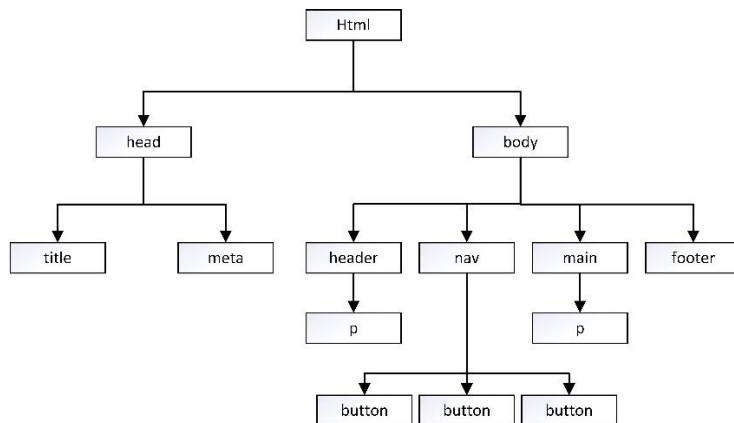 Html
head
body
title
meta
header
nav
main
footer
p
p
button
button
button